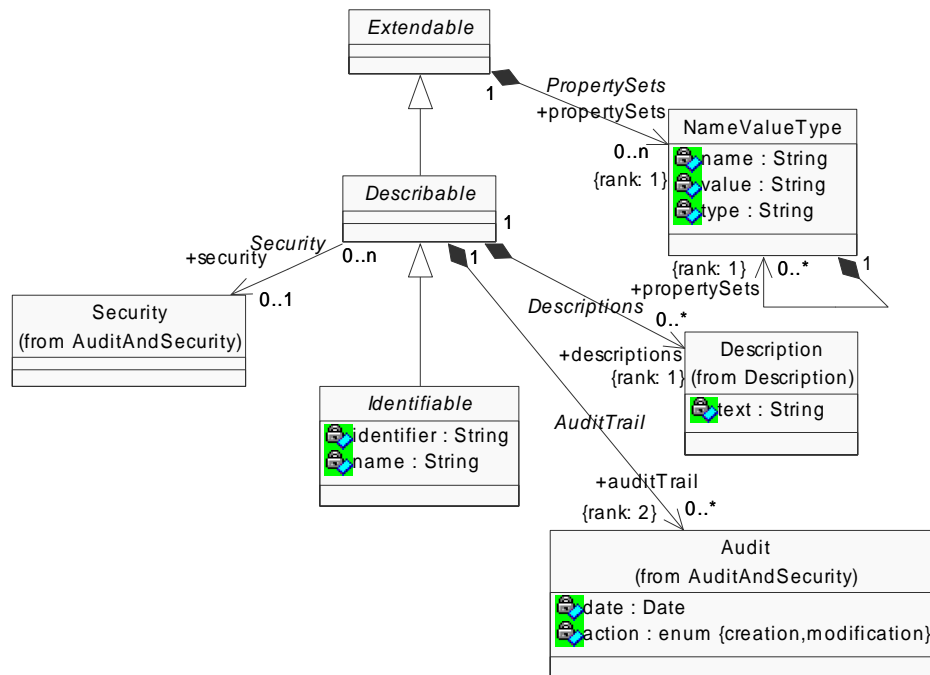 Extendable
1
PropertySets
+propertySets
0..n
{rank: 1}
NameValueType
name : String
value : String
type : String
{rank: 1}
0..*
1
+propertySets
Describable
1
1
0..n
Security
+security
0..1
Security
(from AuditAndSecurity)
Descriptions
0..*
+descriptions
{rank: 1}
Description
(from Description)
text : String
Identifiable
identifier : String
name : String
AuditTrail
+auditTrail
{rank: 2}
0..*
Audit
(from AuditAndSecurity)
date : Date
action : enum {creation,modification}